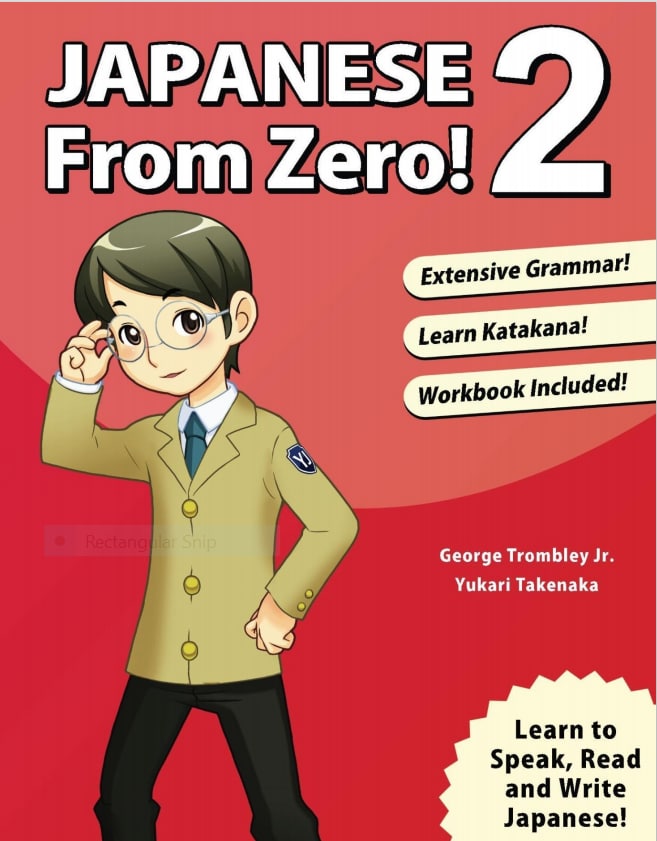 JAPANESE
From Zero! 2
Extensive Grammar!
Learn Katakana!
Workbook Included!
YJ
Rectangular Snip
George Trombley Jr.
Yukari Takenaka
Learn to
Speak, Read
and Write
Japanese!